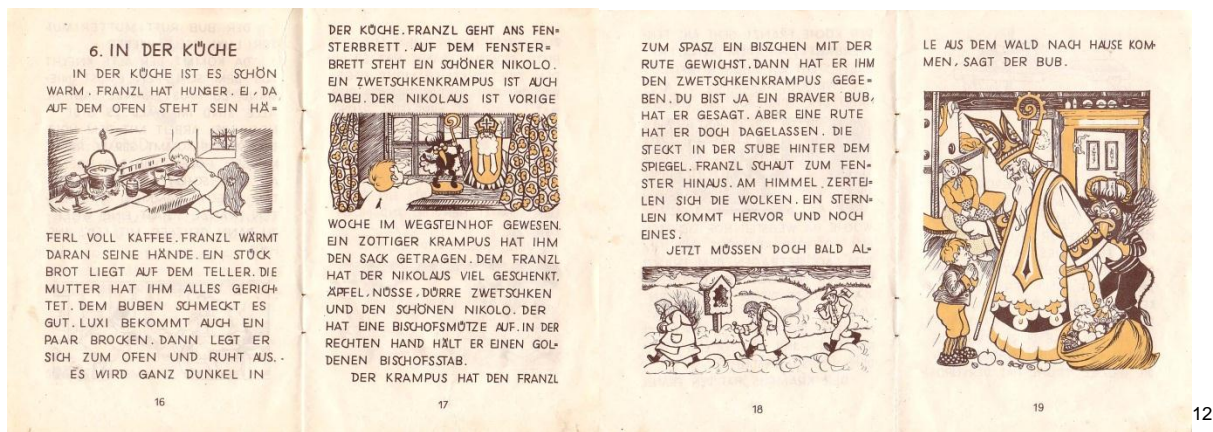 6. IN DER KÜCHE
IN DER KÜCHE IST ES SCHÖN
WARM. FRANZL HAT HUNGER. EI, DA
AUF DEM OFEN STEHT SEIN HÄ=
FERL VOLL KAFFEE. FRANZL WÄRMT
DARAN SEINE HÄNDE. EIN STÜCK
BROT LIEGT AUF DEM TELLER. DIE
MUTTER HAT IHM ALLES GERICH=
TET. DEM BUBEN SCHMECKT ES
GUT. LUXI BEKOMMT AUCH EIN
PAAR BROCKEN. DANN LEGT ER
SICH ZUM OFEN UND RUHT AUS.
ES WIRD GANZ DUNKEL IN
16
DER KÜCHE. FRANZL GEHT ANS FEN=
STERBRETT. AUF DEM FENSTER=
BRETT STEHT EIN SCHÖNER NIKOLO.
EIN ZWETSCHKENKRAMPUS IST AUCH
DABEI. DER NIKOLAUS IST VORIGE
WOCHE IM WEGSTEINHOF GEWESEN.
EIN ZOTTIGER KRAMPUS HAT IHM
DEN SACK GETRAGEN. DEM FRANZL
HAT DER NIKOLAUS VIEL GESCHENKT.
ÄPFEL, NÜSSE, DÜRRE ZWETSCHKEN
UND DEN SCHÖNEN NIKOLO. DER
HAT EINE BISCHOFSMÜTZE AUF. IN DER
RECHTEN HAND HÄLT ER EINEN GOL=
DENEN BISCHOFSSTAB.
DER KRAMPUS HAT DEN FRANZL
17
ZUM SPASZ EIN BISZCHEN MIT DER
RUTE GEWICHST. DANN HAT ER IHM
DEN ZWETSCHKENKRAMPUS GEGE=
BEN. DU BIST JA EIN BRAVER BUB,
HAT ER GESAGT. ABER EINE RUTE
HAT ER DOCH DAGELASSEN. DIE
STECKT IN DER STUBE HINTER DEM
SPIEGEL. FRANZL SCHAUT ZUM FEN=
STER HINAUS. AM HIMMEL ZERTEI=
LEN SICH DIE WOLKEN. EIN STERN=
LEIN KOMMT HERVOR UND NOCH
EINES.
JETZT MÜSSEN DOCH BALD AL=
18
LE AUS DEM WALD NACH HAUSE KOM=
MEN, SAGT DER BUB.
19
12